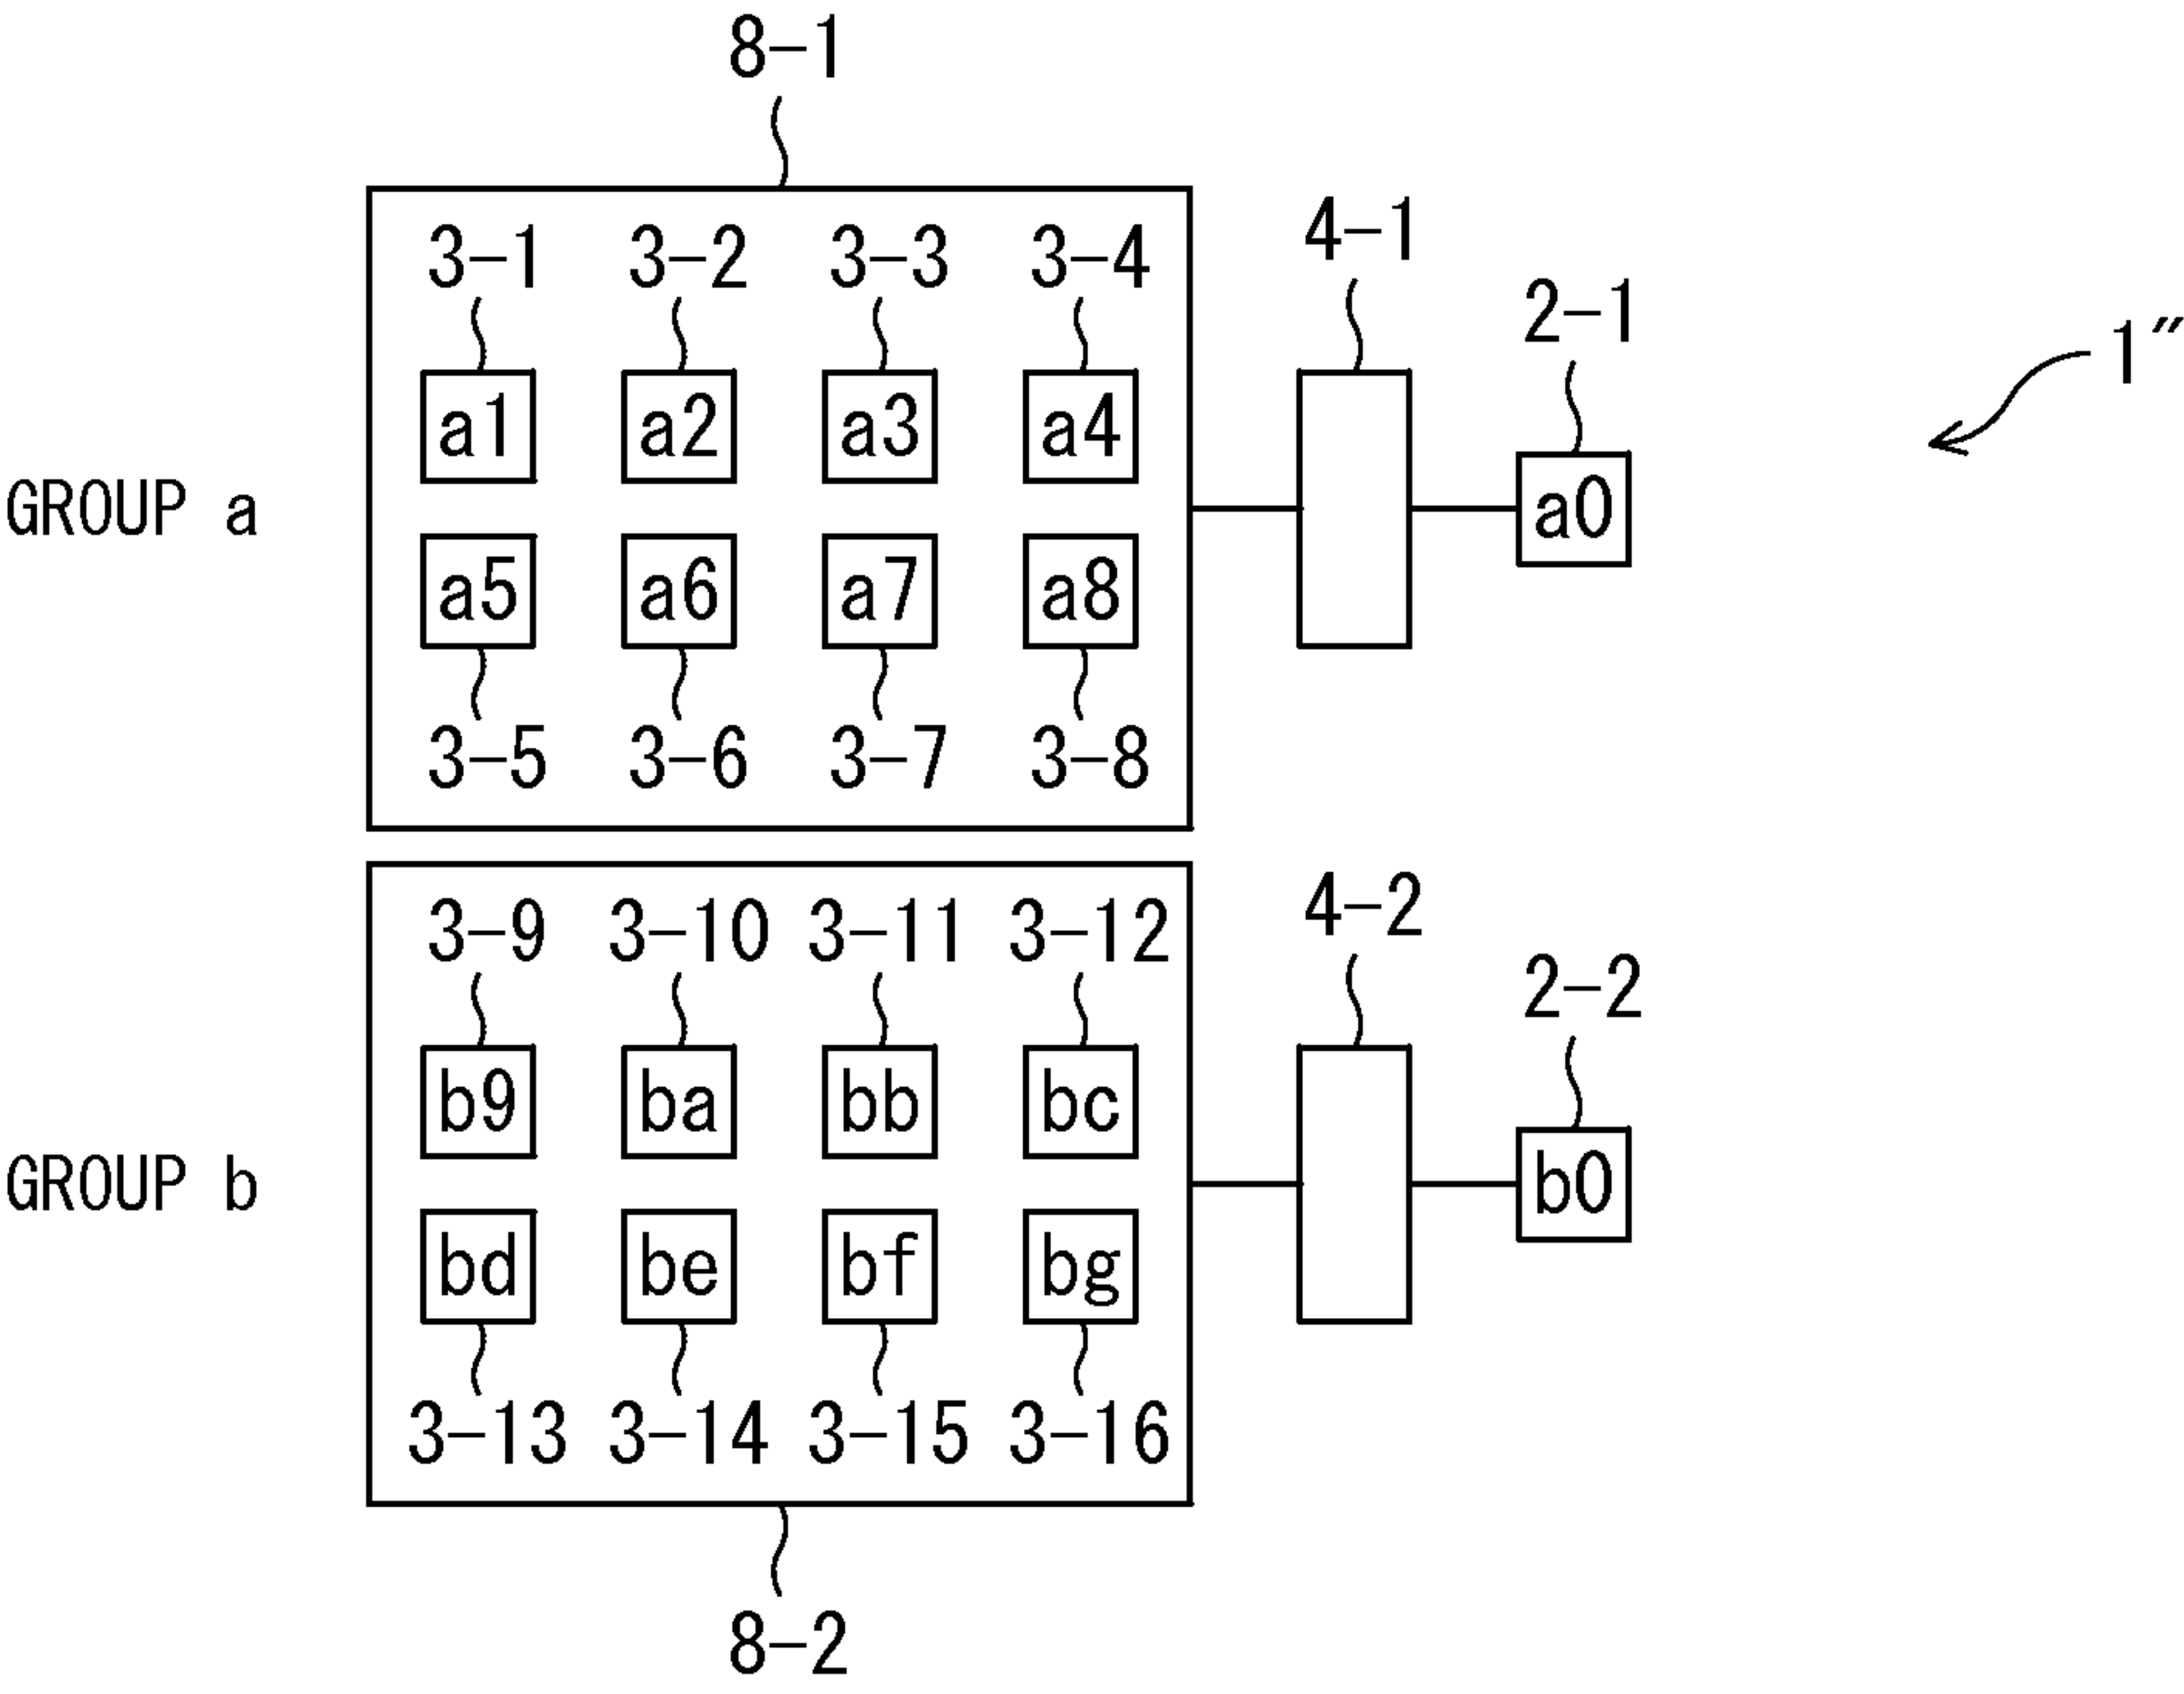 8-1
3-1 3-2 3-3 3-4
4-1
2-1
1″
a1 a2 a3 a4
GROUP a
a0
a5 a6 a7 a8
3-5 3-6 3-7 3-8
3-9 3-10 3-11 3-12
4-2
2-2
b9 ba bb bc
GROUP b
b0
bd be bf bg
3-13 3-14 3-15 3-16
8-2